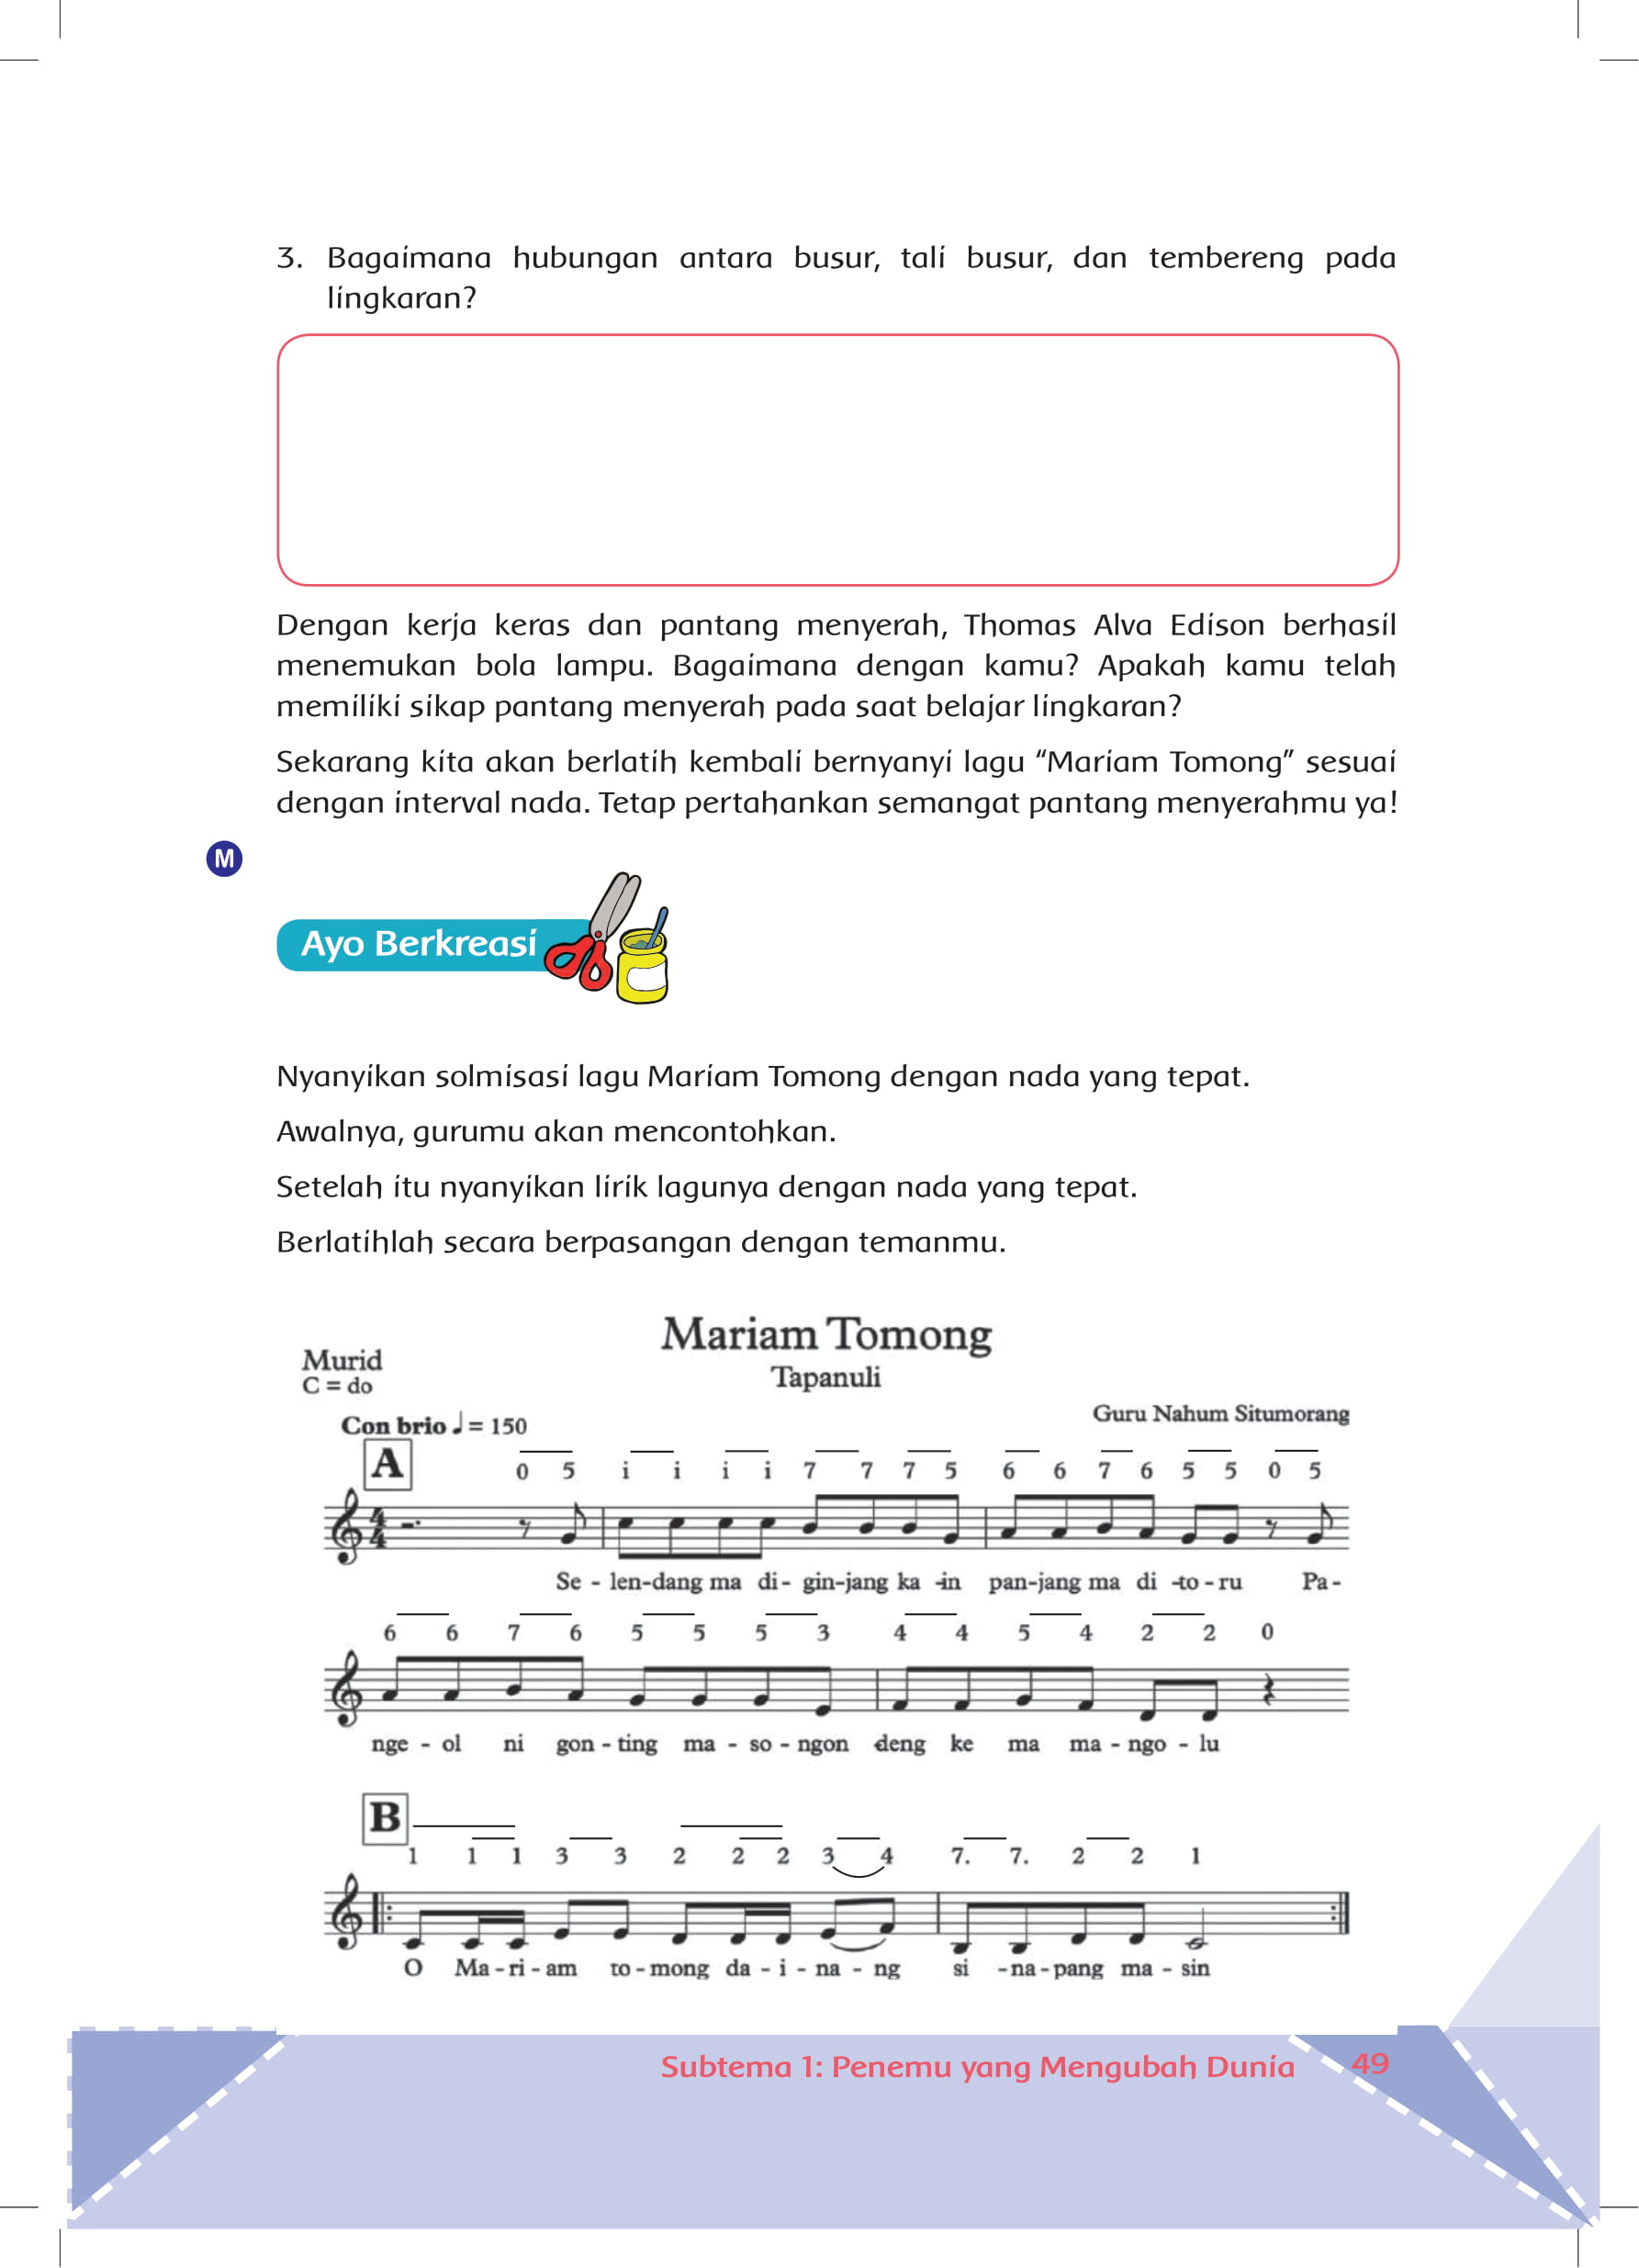 3. Bagaimana hubungan antara busur, tali busur, dan tembereng pada
lingkaran?
Dengan kerja keras dan pantang menyerah, Thomas Alva Edison berhasil
menemukan bola lampu. Bagaimana dengan kamu? Apakah kamu telah
memiliki sikap pantang menyerah pada saat belajar lingkaran?
Sekarang kita akan berlatih kembali bernyanyi lagu “Mariam Tomong” sesuai
dengan interval nada. Tetap pertahankan semangat pantang menyerahmu ya!
M
Ayo Berkreasi
Nyanyikan solmisasi lagu Mariam Tomong dengan nada yang tepat.
Awalnya, gurumu akan mencontohkan.
Setelah itu nyanyikan lirik lagunya dengan nada yang tepat.
Berlatihlah secara berpasangan dengan temanmu.
Mariam Tomong
Tapanuli
Murid
C = do
Guru Nahum Situmorang
Con brio ♩ = 150
A
0 5 i i i i 7 7 7 5 6 6 7 6 5 5 0 5
4
4
Se - len-dang ma di- gin-jang ka -in pan-jang ma di -to - ru Pa -
6 6 7 6 5 5 5 3 4 4 5 4 2 2 0
nge - ol ni gon - ting ma - so - ngon deng ke ma ma - ngo - lu
B
1 1 1 3 3 2 2 2 3 4 7. 7. 2 2 1
O Ma - ri - am to - mong da - i - na - ng si -na - pang ma - sin
Subtema 1: Penemu yang Mengubah Dunia 49